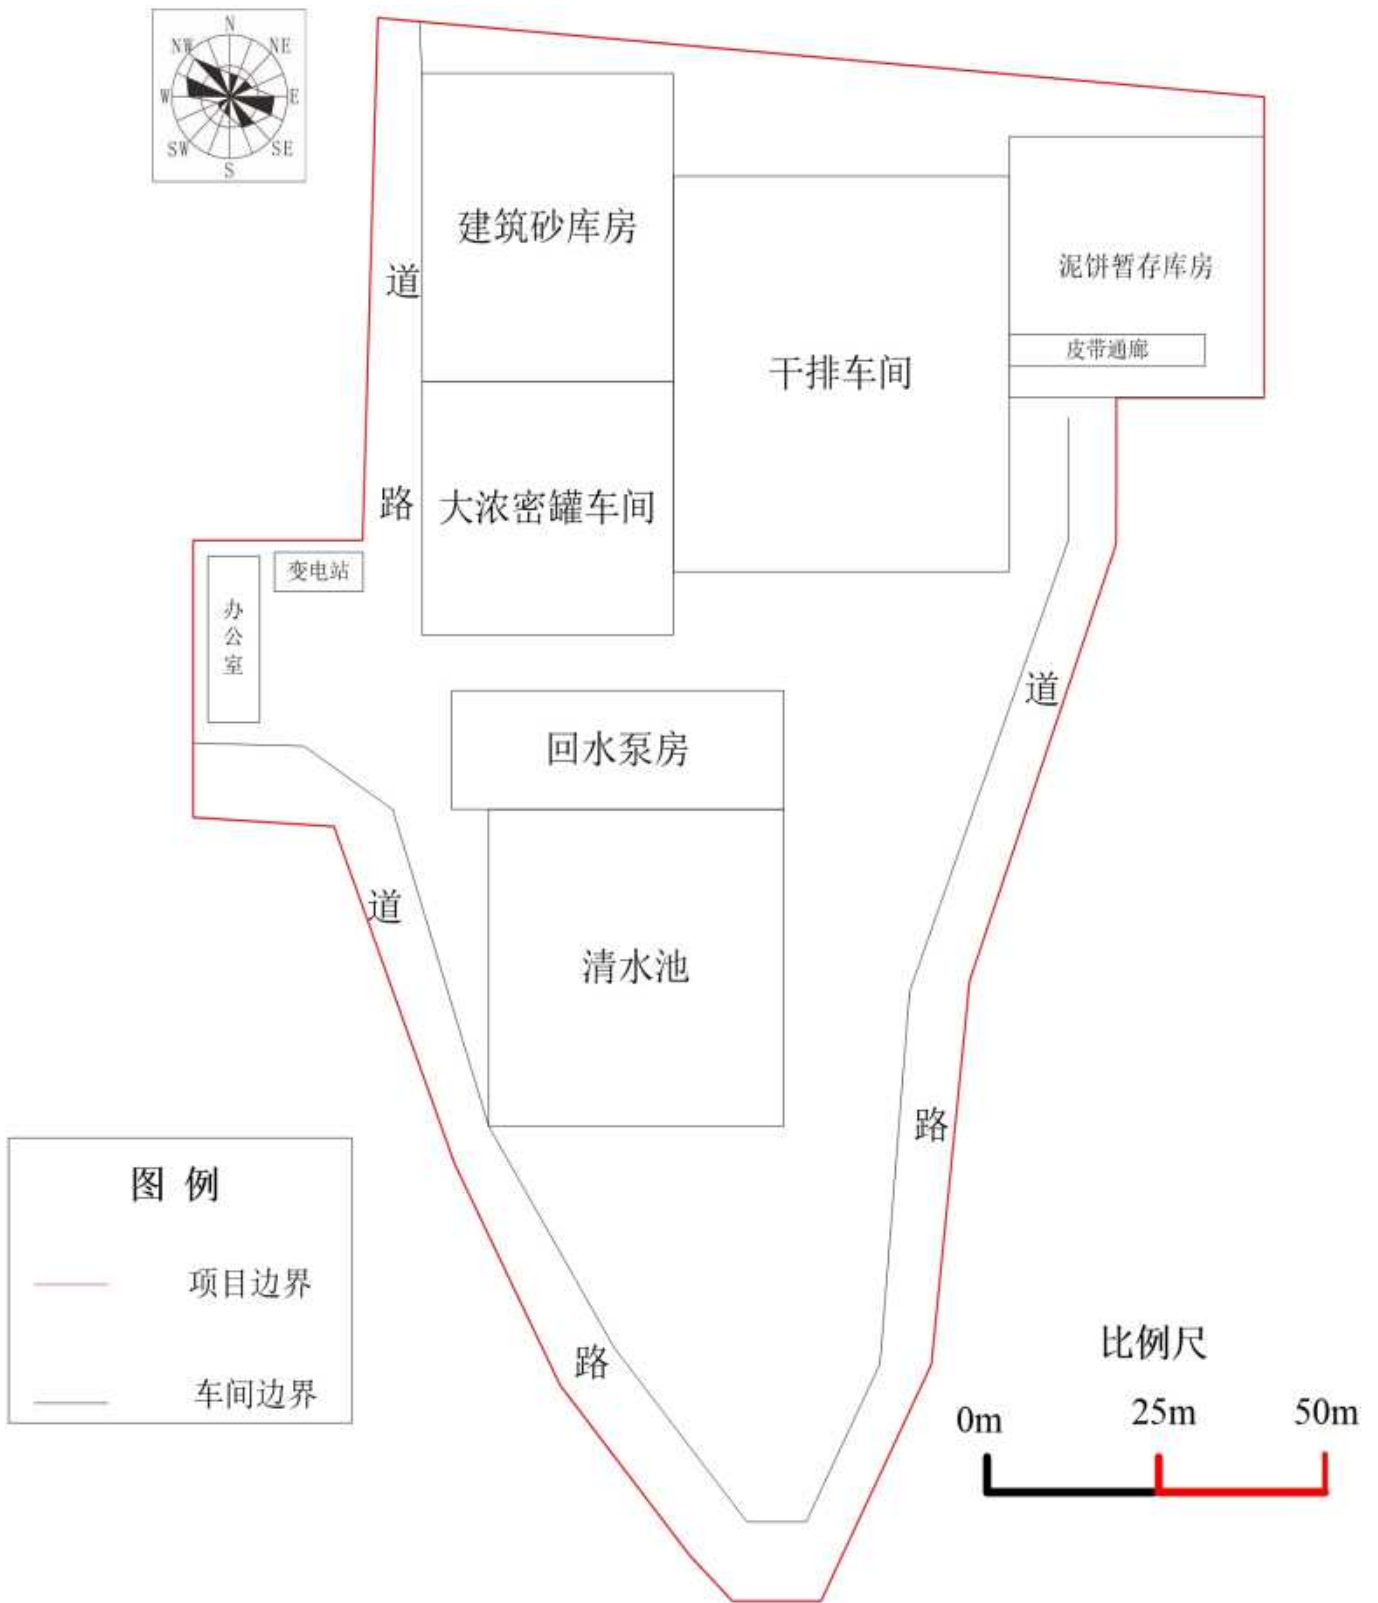 N
NW
NE
W
E
SW
SE
S
建筑砂库房
道
泥饼暂存库房
皮带通廊
干排车间
路
大浓密罐车间
变电站
办
公
室
道
回水泵房
道
清水池
路
图 例
项目边界
车间边界
路
比例尺
0m
25m
50m